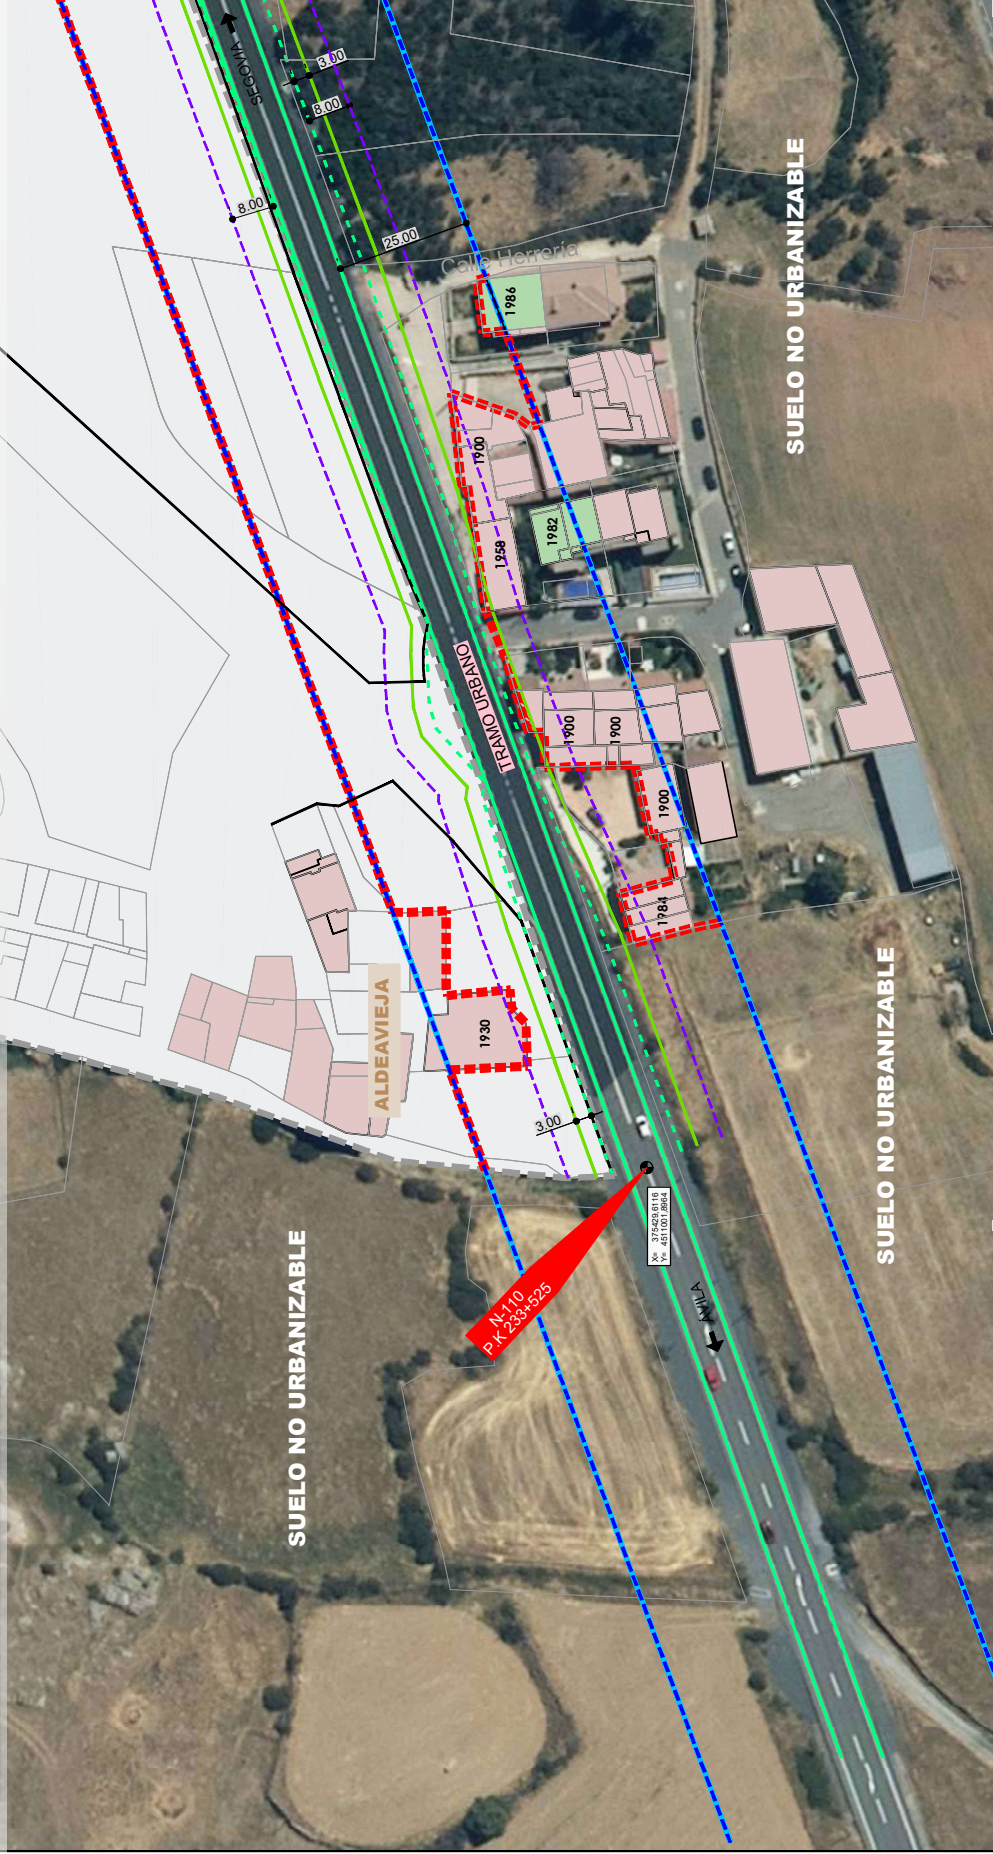 SEGOVIA
3.00
8.00
8.00
25.00
Calle Herrería
SUELO NO URBANIZABLE
1986
1900
1982
1958
TRAMO URBANO
1900
1900
1900
1984
ALDEAVIEJA
1930
3.00
SUELO NO URBANIZABLE
X= 375429.6116
Y= 4511001.8964
N-110
P.K 233+525
AVILA
SUELO NO URBANIZABLE